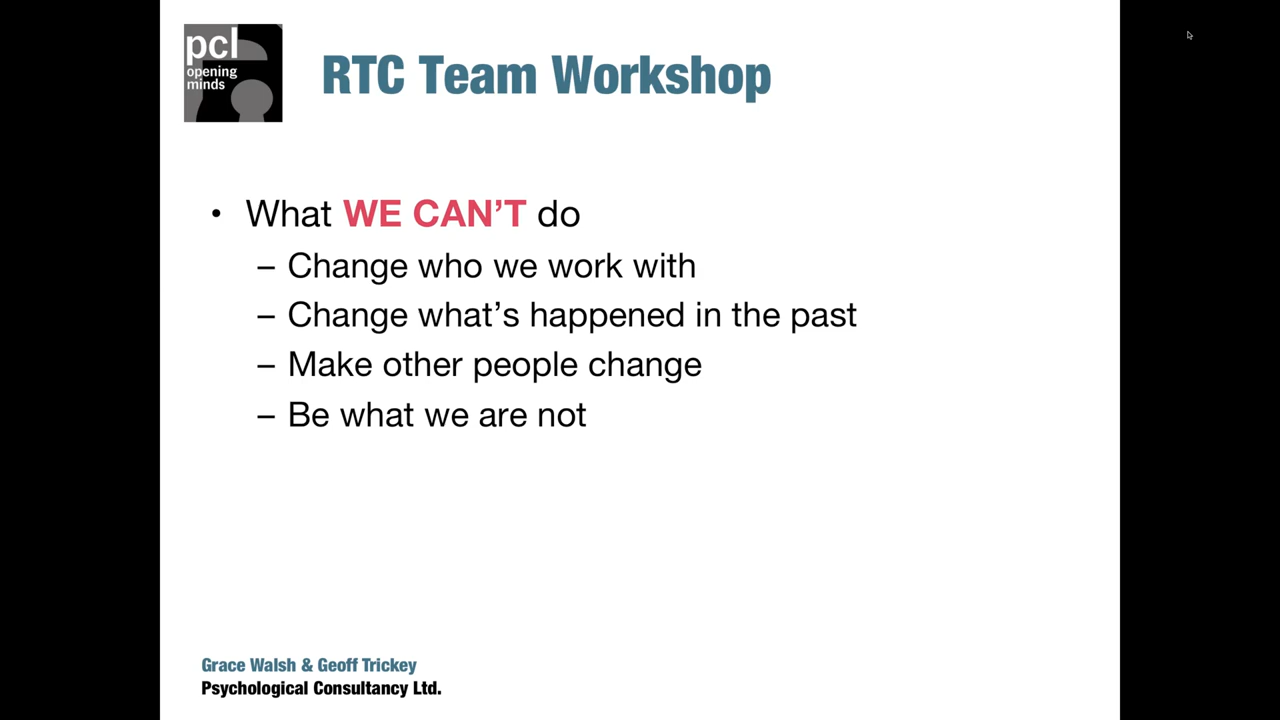 pcl
opening
minds
RTC Team Workshop
• What WE CAN’T do
– Change who we work with
– Change what’s happened in the past
– Make other people change
– Be what we are not
Grace Walsh & Geoff Trickey
Psychological Consultancy Ltd.